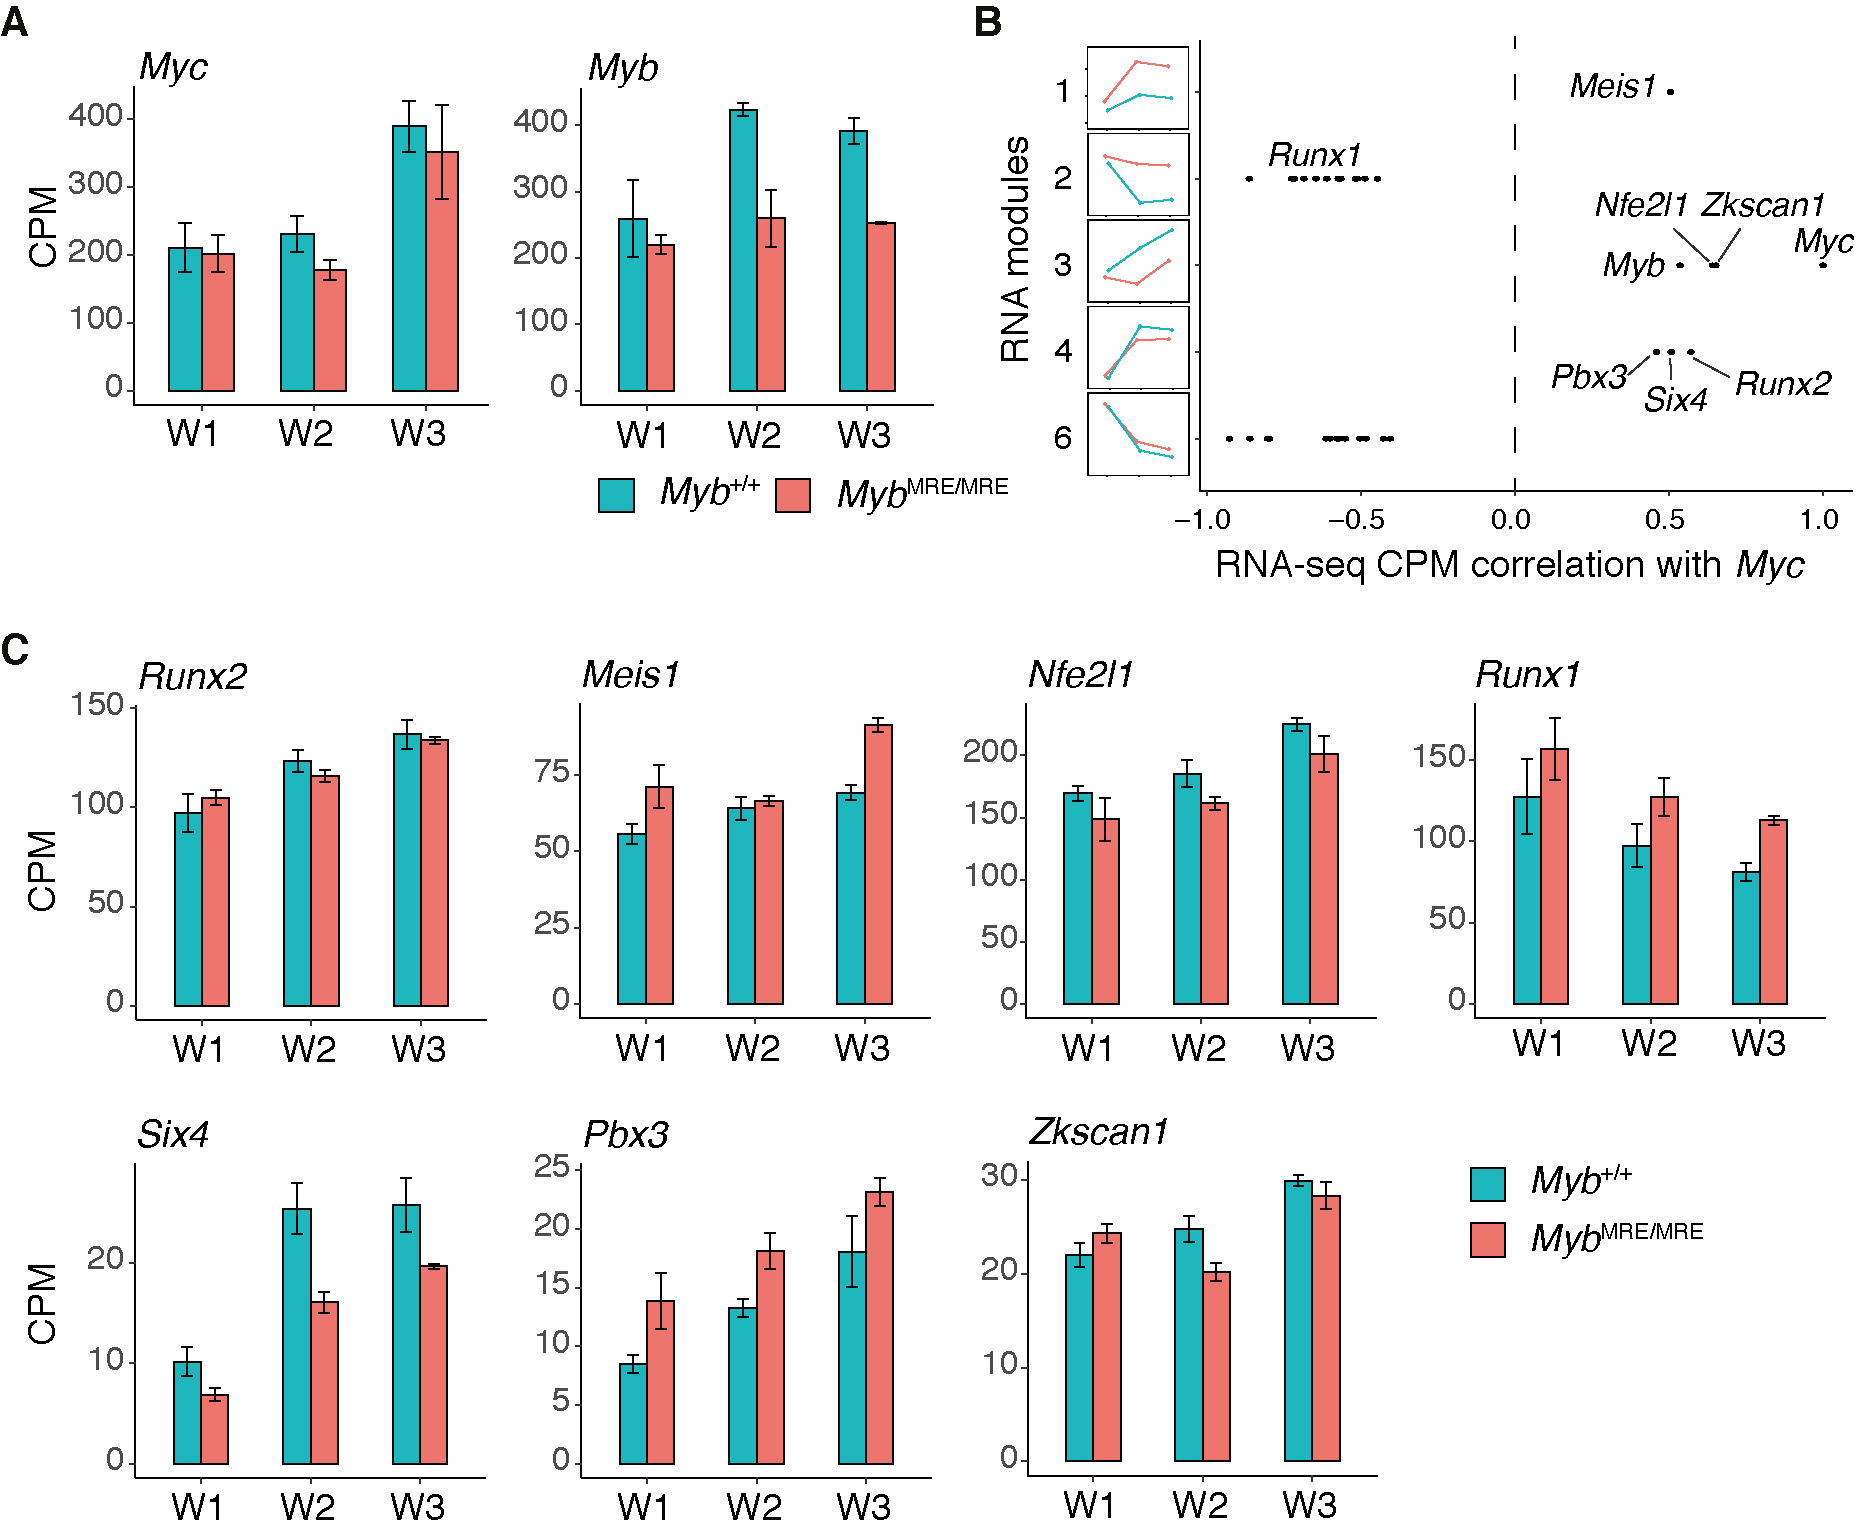 A
B
Myc
Myb
CPM
400
300
200
100
0
W1 W2 W3
400
300
200
100
0
W1 W2 W3
Myb+/+ MybMRE/MRE
RNA modules
1
2
3
4
6
Meis1
Runx1
Nfe2l1 Zkscan1
Myc
Myb
Pbx3
Six4
Runx2
−1.0 −0.5 0.0 0.5 1.0
RNA-seq CPM correlation with Myc
C
Runx2
CPM
150
100
50
0
W1 W2 W3
Meis1
75
50
25
0
W1 W2 W3
Nfe2l1
200
150
100
50
0
W1 W2 W3
Runx1
150
100
50
0
W1 W2 W3
Six4
CPM
20
10
0
W1 W2 W3
Pbx3
25
20
15
10
5
0
W1 W2 W3
Zkscan1
30
20
10
0
W1 W2 W3
Myb+/+
MybMRE/MRE